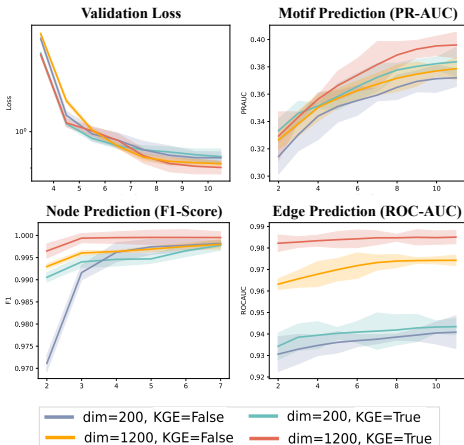 Validation Loss
Motif Prediction (PR-AUC)
Loss
10⁰
4 6 8 10
PRAUC
0.40
0.38
0.36
0.34
0.32
0.30
2 4 6 8 10
Node Prediction (F1-Score)
Edge Prediction (ROC-AUC)
F1
1.000
0.995
0.990
0.985
0.980
0.975
0.970
2 3 4 5 6 7
ROCAUC
0.99
0.98
0.97
0.96
0.95
0.94
0.93
0.92
2 4 6 8 10
dim=200, KGE=False
dim=200, KGE=True
dim=1200, KGE=False
dim=1200, KGE=True